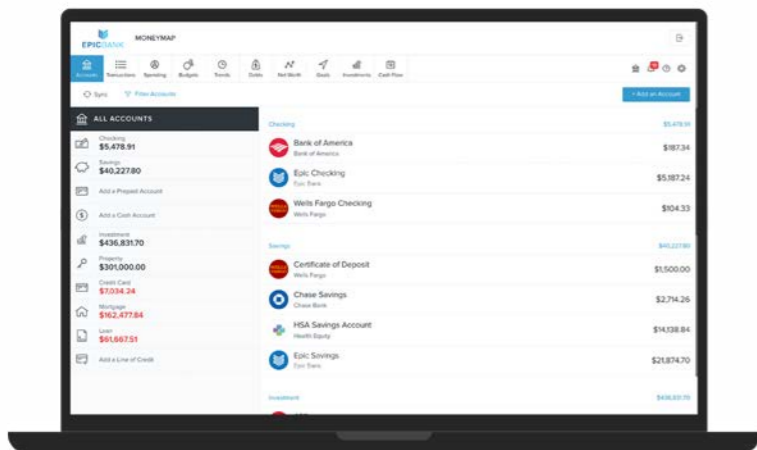 EPICBANK
MONEYMAP
Accounts Transactions Spending Budgets Trends Debts Net Worth Goals Investments Cash Flow
Sync Filter Accounts + Add an Account
ALL ACCOUNTS
Checking
$5,478.91
Savings
$40,227.80
Add a Prepaid Account
Add a Cash Account
Investment
$436,831.70
Property
$301,000.00
Credit Card
$7,034.24
Mortgage
$162,477.84
Loan
$61,667.51
Add a Line of Credit
Checking $5,478.91
Bank of America $187.34
Bank of America
Epic Checking $5,187.24
Epic Bank
Wells Fargo Checking $104.33
Wells Fargo
Savings $40,227.80
Certificate of Deposit $1,500.00
Wells Fargo
Chase Savings $2,714.26
Chase Bank
HSA Savings Account $14,138.84
Health Equity
Epic Savings $21,874.70
Epic Bank
Investment $436,831.70